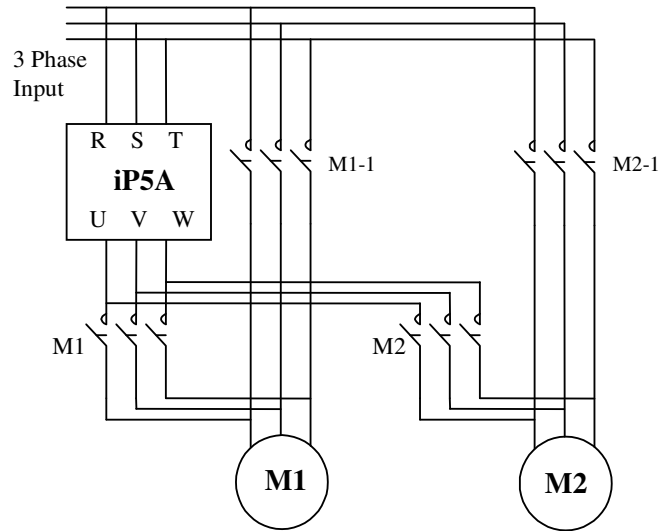 3 Phase
Input
R S T
iP5A
U V W
M1-1
M2-1
M1
M2
M1
M2